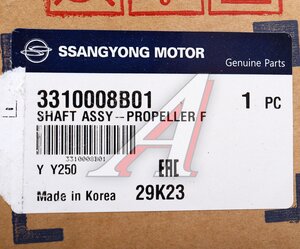 SSANGYONG MOTOR
Genuine Parts
3310008B01
1 PC
SHAFT ASSY--PROPELLER F
3310008B01
Y Y250
EAC
Made in Korea
29K23